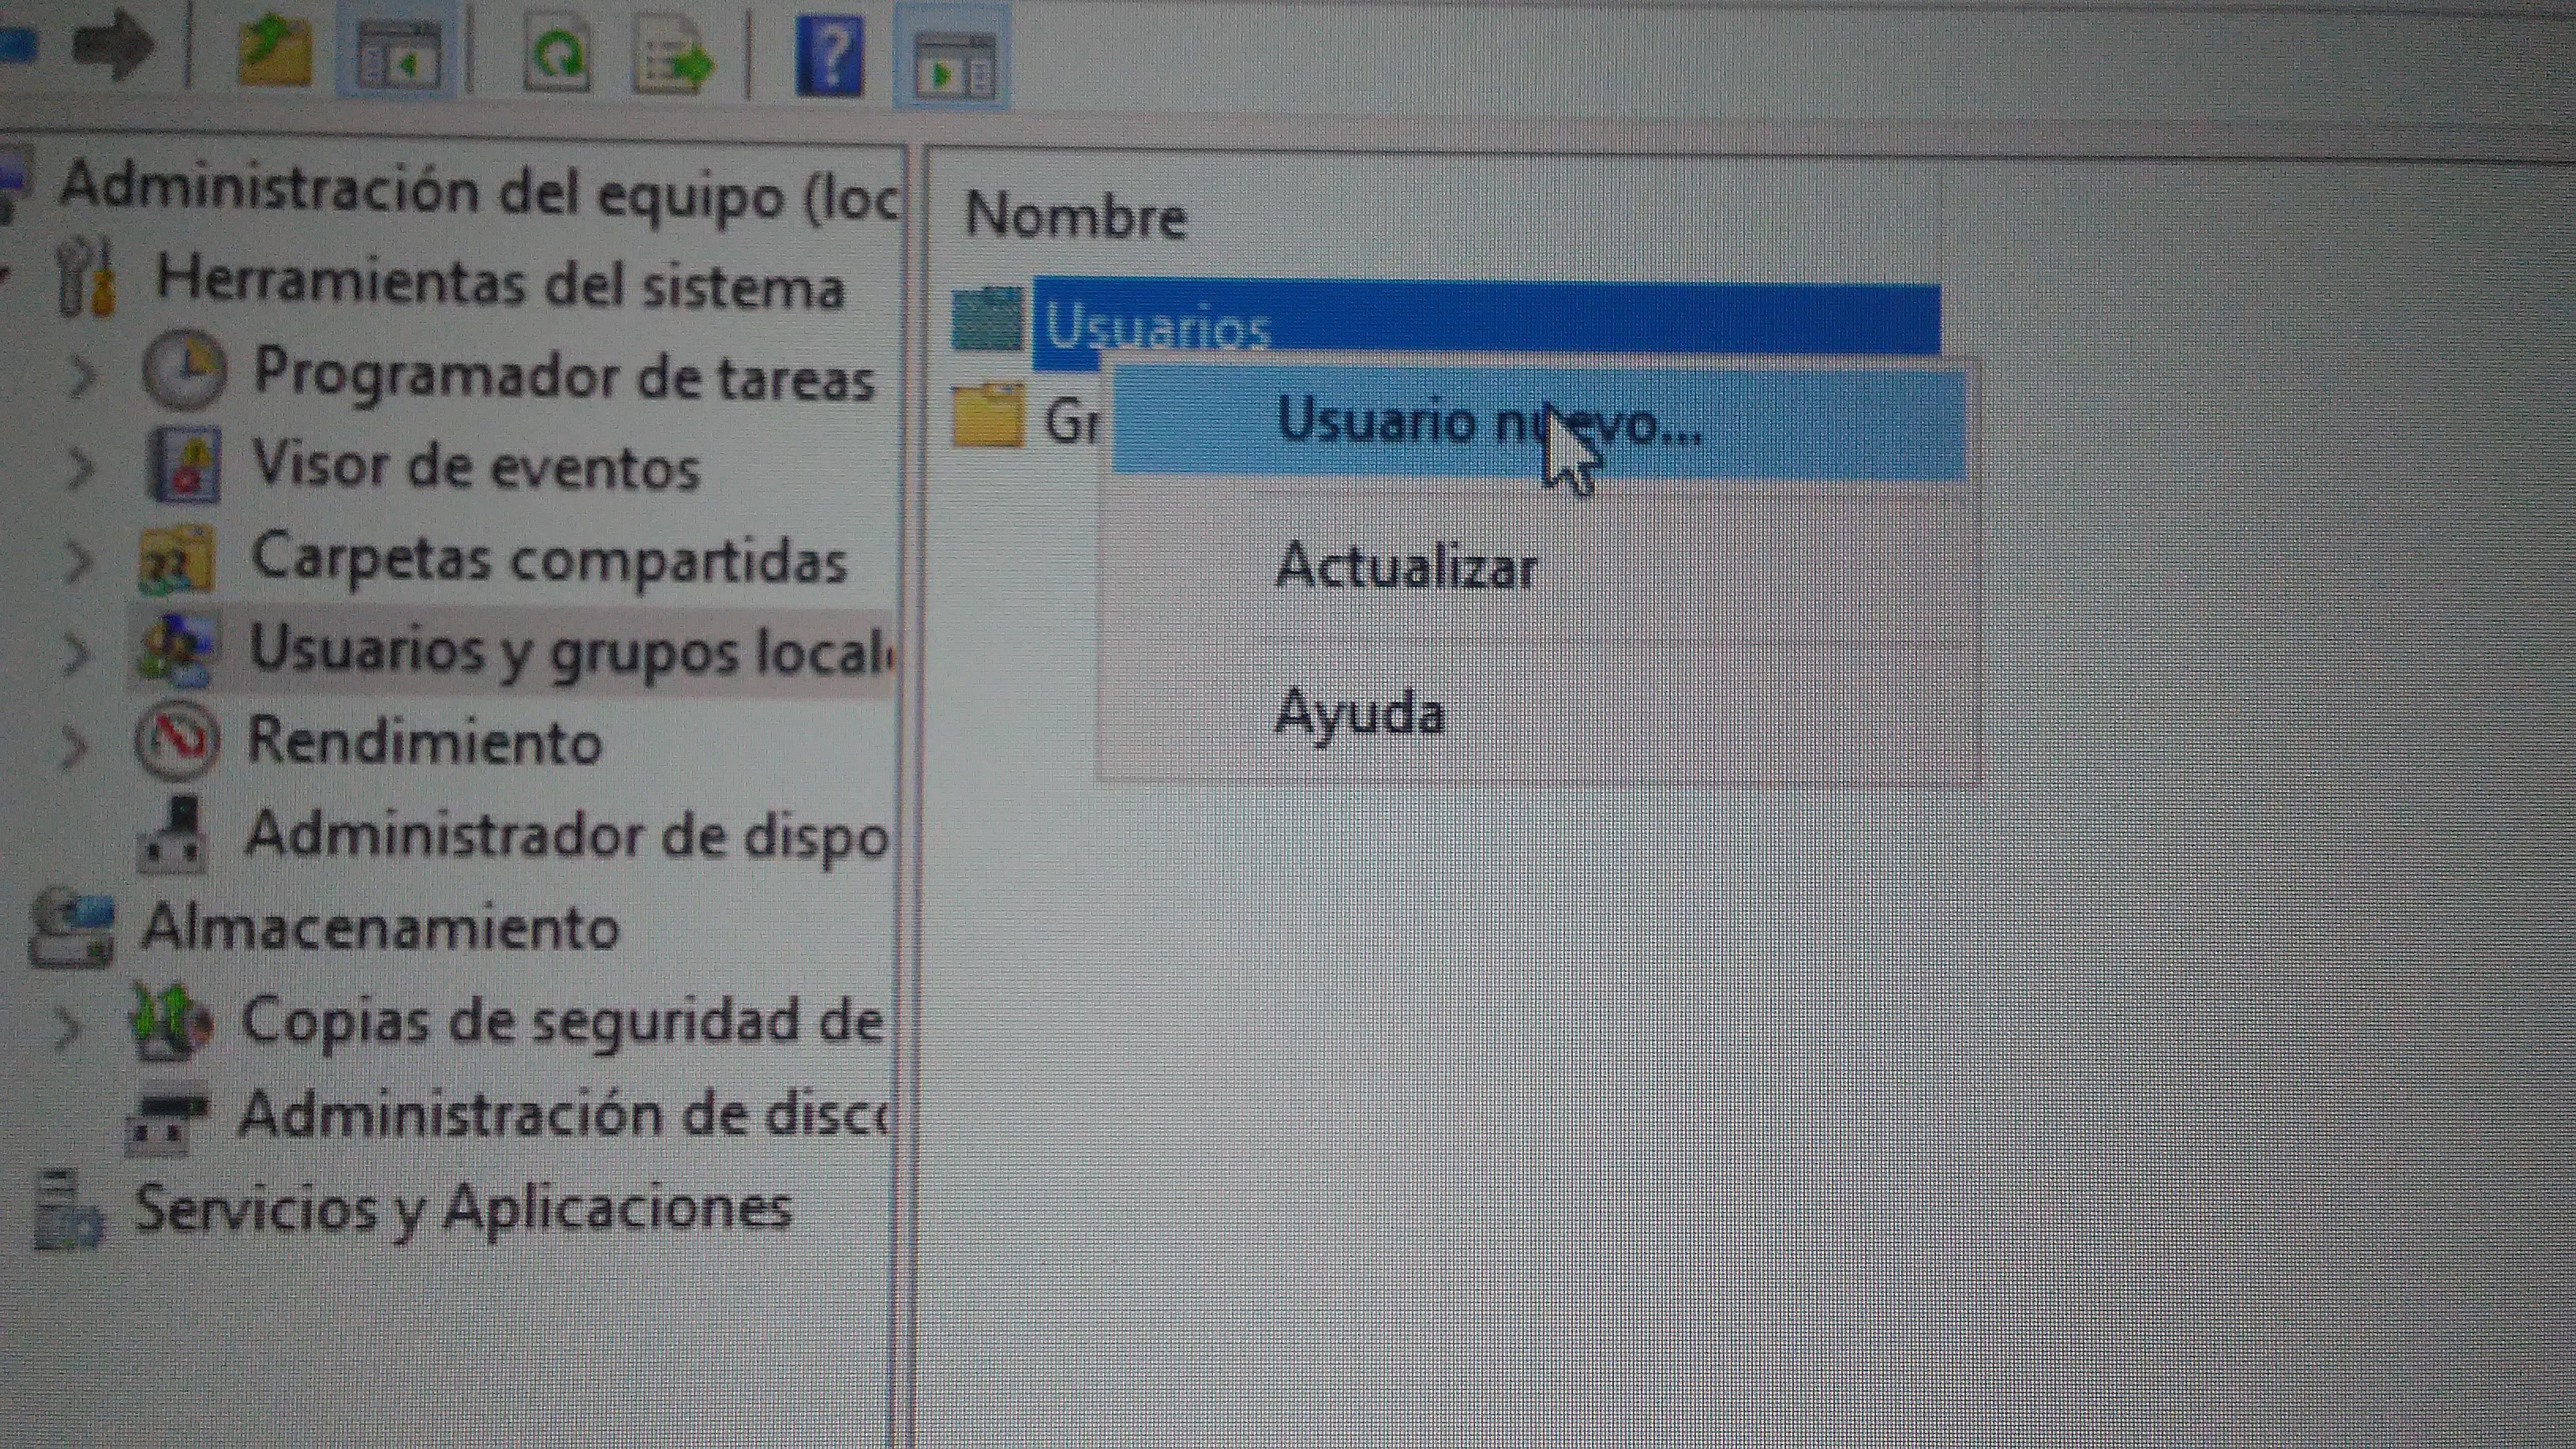 Administración del equipo (loc
Herramientas del sistema
Programador de tareas
Visor de eventos
Carpetas compartidas
Usuarios y grupos local
Rendimiento
Administrador de dispo
Almacenamiento
Copias de seguridad de
Administración de disco
Servicios y Aplicaciones
Nombre
Usuarios
Gr
Usuario nuevo...
Actualizar
Ayuda